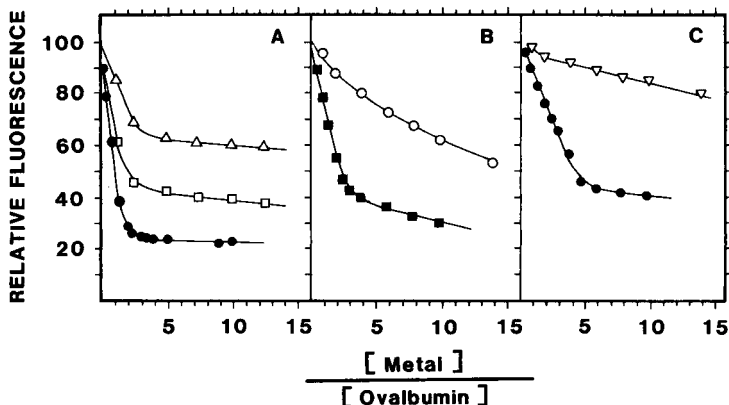 RELATIVE FLUORESCENCE
100
80
60
40
20
A
B
C
5
10
15
5
10
15
5
10
15
[ Metal ]
[ Ovalbumin ]